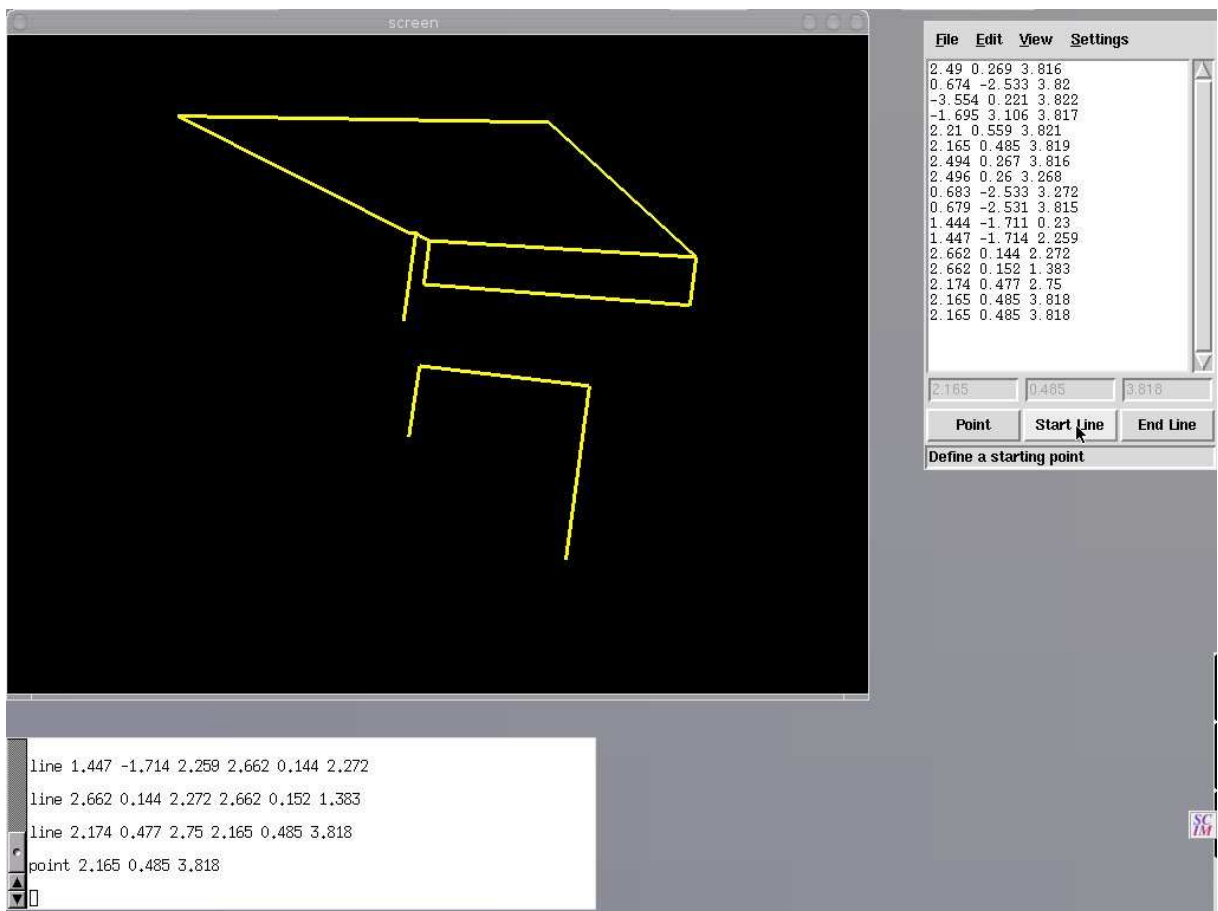 screen
File Edit View Settings
2.49 0.269 3.816
0.674 -2.533 3.82
-3.554 0.221 3.822
-1.695 3.106 3.817
2.21 0.559 3.821
2.165 0.485 3.819
2.494 0.267 3.816
2.496 0.26 3.268
0.683 -2.533 3.272
0.679 -2.531 3.815
1.444 -1.711 0.23
1.447 -1.714 2.259
2.662 0.144 2.272
2.662 0.152 1.383
2.174 0.477 2.75
2.165 0.485 3.818
2.165 0.485 3.818
2.165 0.485 3.818
Point Start Line End Line
Define a starting point
line 1.447 -1.714 2.259 2.662 0.144 2.272
line 2.662 0.144 2.272 2.662 0.152 1.383
line 2.174 0.477 2.75 2.165 0.485 3.818
point 2.165 0.485 3.818
SC
IM